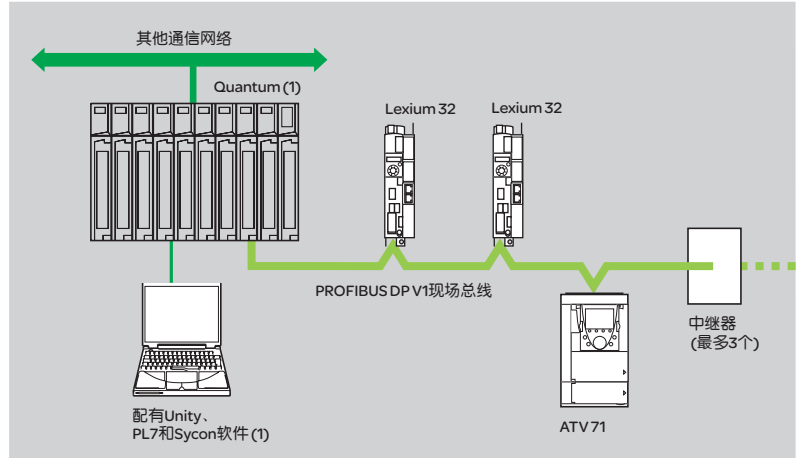 其他通信网络
Quantum (1)
Lexium 32
Lexium 32
PROFIBUS DP V1现场总线
中继器
(最多3个)
配有Unity、
PL7和Sycon软件 (1)
ATV 71